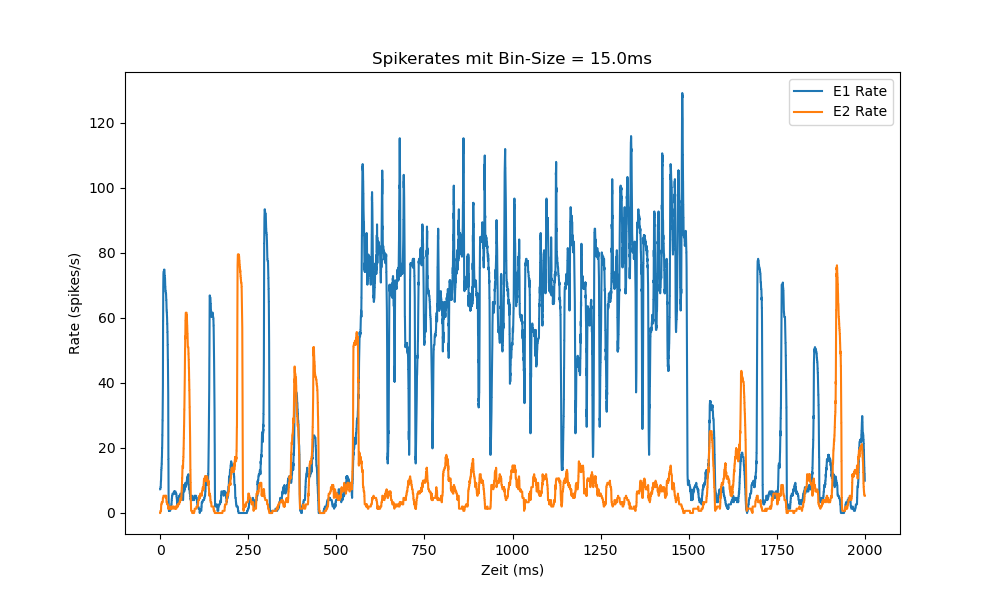 Spikerates mit Bin-Size = 15.0ms
E1 Rate
E2 Rate
120
100
80
60
40
20
0
Rate (spikes/s)
0 250 500 750 1000 1250 1500 1750 2000
Zeit (ms)